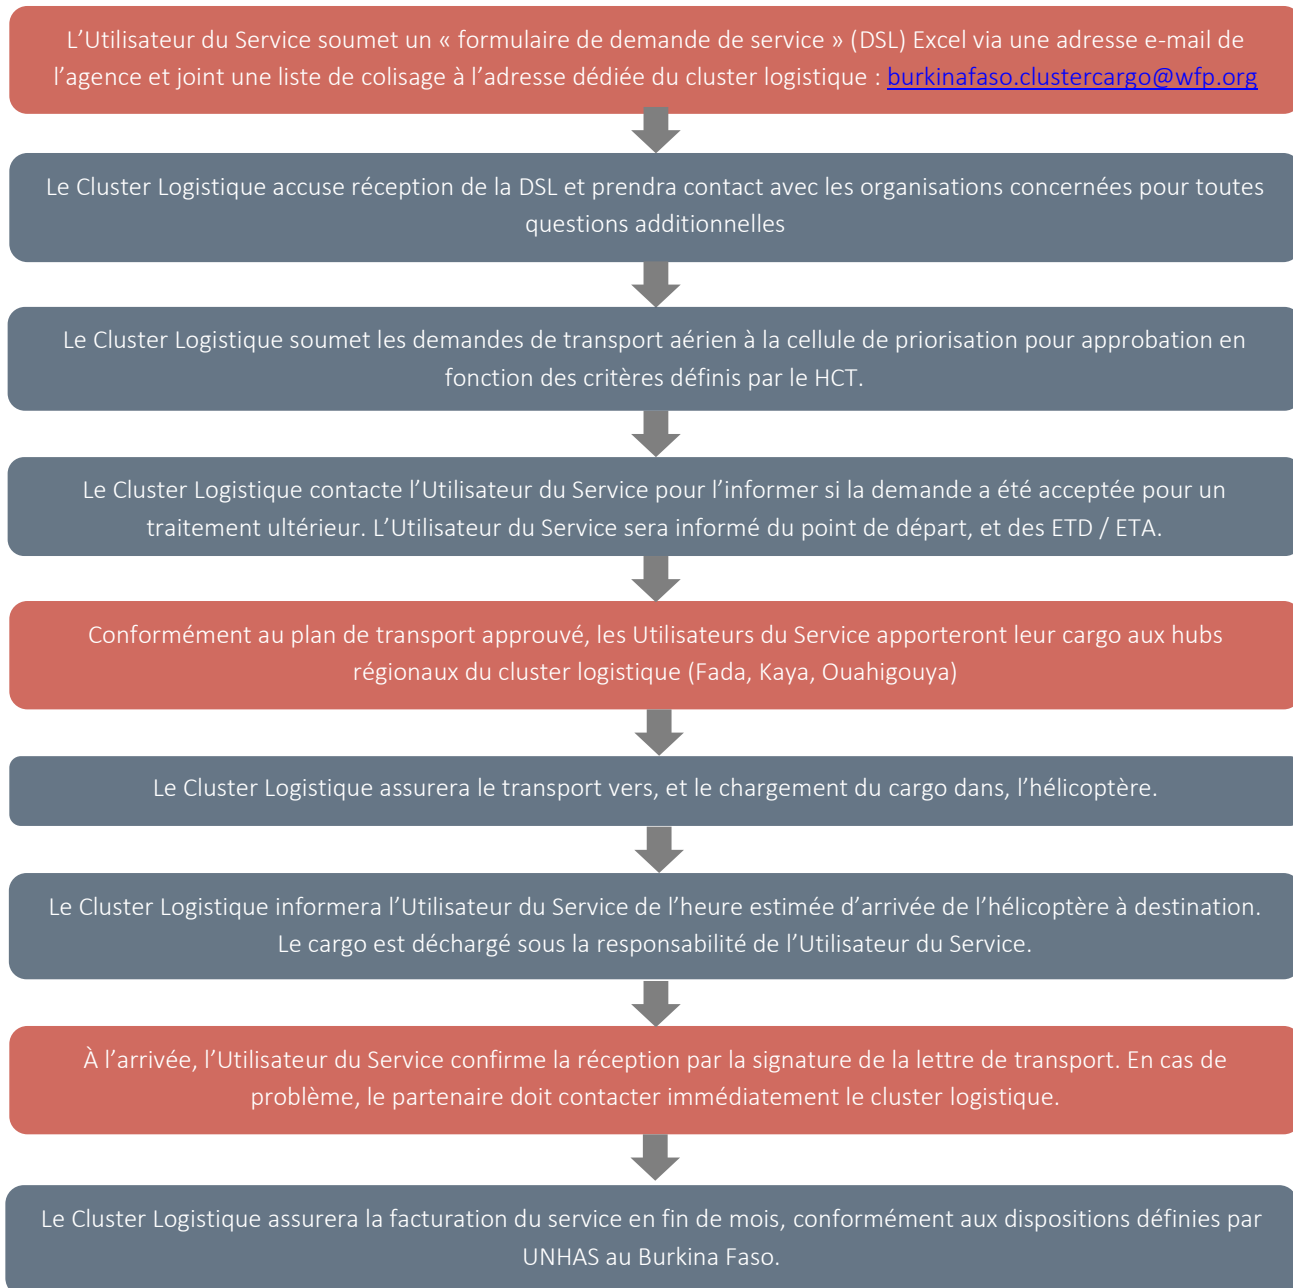 L’Utilisateur du Service soumet un « formulaire de demande de service » (DSL) Excel via une adresse e-mail de
l’agence et joint une liste de colisage à l’adresse dédiée du cluster logistique : burkinafaso.clustercargo@wfp.org
Le Cluster Logistique accuse réception de la DSL et prendra contact avec les organisations concernées pour toutes
questions additionnelles
Le Cluster Logistique soumet les demandes de transport aérien à la cellule de priorisation pour approbation en
fonction des critères définis par le HCT.
Le Cluster Logistique contacte l’Utilisateur du Service pour l’informer si la demande a été acceptée pour un
traitement ultérieur. L’Utilisateur du Service sera informé du point de départ, et des ETD / ETA.
Conformément au plan de transport approuvé, les Utilisateurs du Service apporteront leur cargo aux hubs
régionaux du cluster logistique (Fada, Kaya, Ouahigouya)
Le Cluster Logistique assurera le transport vers, et le chargement du cargo dans, l’hélicoptère.
Le Cluster Logistique informera l’Utilisateur du Service de l’heure estimée d’arrivée de l’hélicoptère à destination.
Le cargo est déchargé sous la responsabilité de l’Utilisateur du Service.
À l’arrivée, l’Utilisateur du Service confirme la réception par la signature de la lettre de transport. En cas de
problème, le partenaire doit contacter immédiatement le cluster logistique.
Le Cluster Logistique assurera la facturation du service en fin de mois, conformément aux dispositions définies par
UNHAS au Burkina Faso.